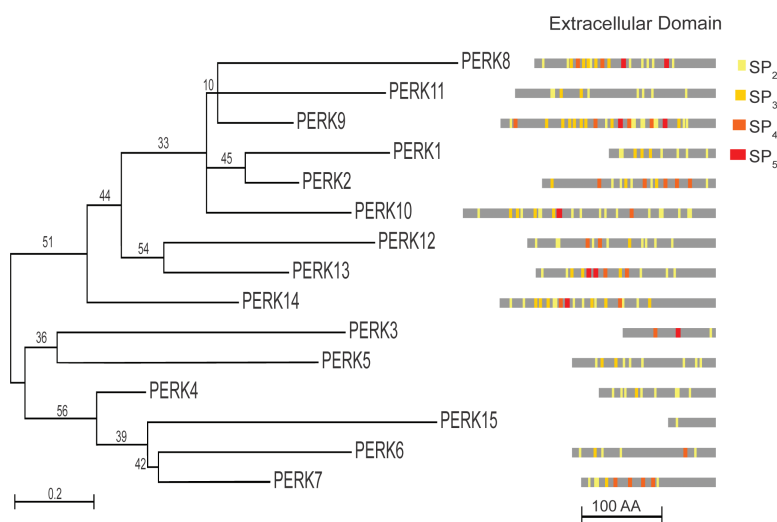 Extracellular Domain
PERK8
SP2
10
PERK11
SP3
PERK9
SP4
33
PERK1
SP5
45
PERK2
44
PERK10
51
PERK12
54
PERK13
PERK14
PERK3
36
PERK5
PERK4
56
PERK15
39
PERK6
42
PERK7
0.2
100 AA